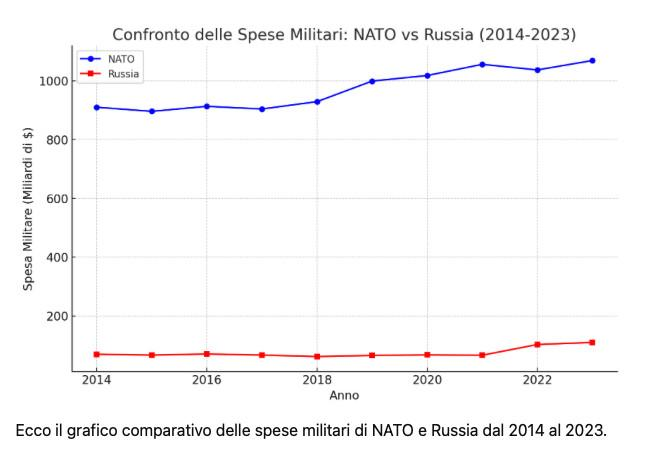 Confronto delle Spese Militari: NATO vs Russia (2014-2023)
NATO
Russia
Spesa Militare (Miliardi di $)
1000
800
600
400
200
2014
2016
2018
2020
2022
Anno
Ecco il grafico comparativo delle spese militari di NATO e Russia dal 2014 al 2023.